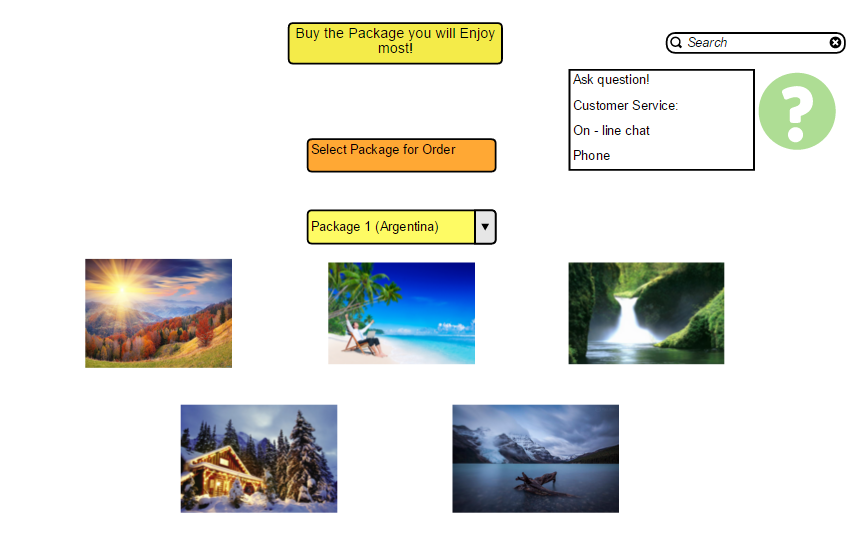 Buy the Package you will Enjoy
most!
Search
Ask question!
Customer Service:
On - line chat
Phone
Select Package for Order
Package 1 (Argentina)